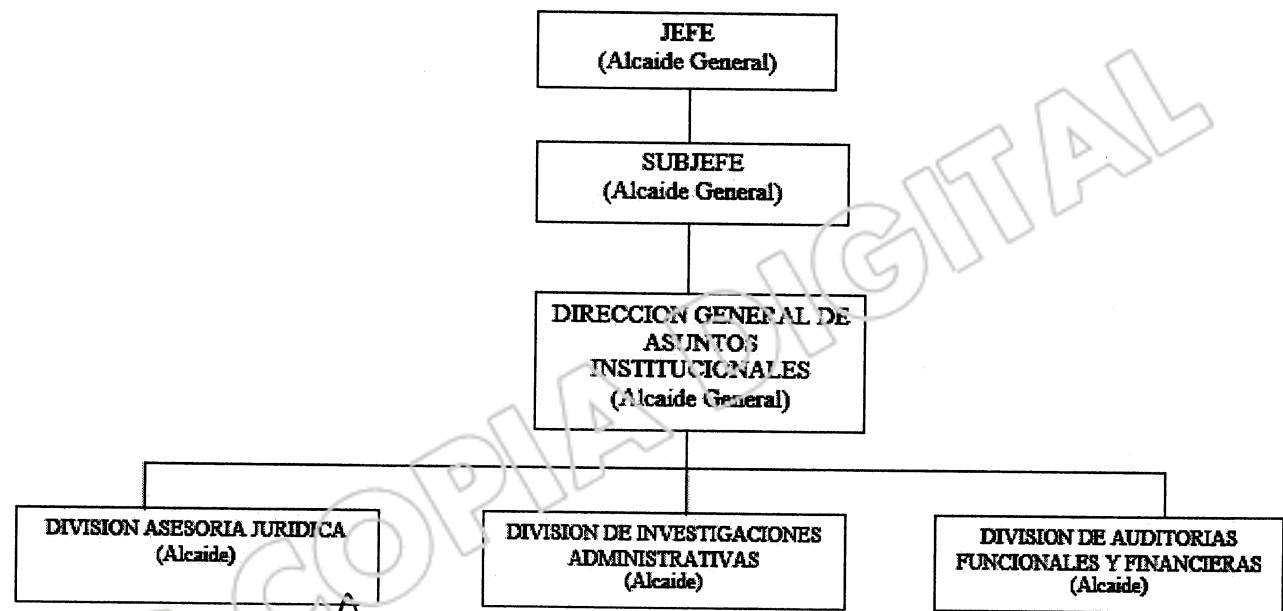 JEFE
(Alcaide General)
SUBJEFE
(Alcaide General)
DIRECCION GENERAL DE
ASUNTOS
INSTITUCIONALES
(Alcaide General)
DIVISION ASESORIA JURIDICA
(Alcaide)
DIVISION DE INVESTIGACIONES
ADMINISTRATIVAS
(Alcaide)
DIVISION DE AUDITORIAS
FUNCIONALES Y FINANCIERAS
(Alcaide)
COPIA DIGITAL